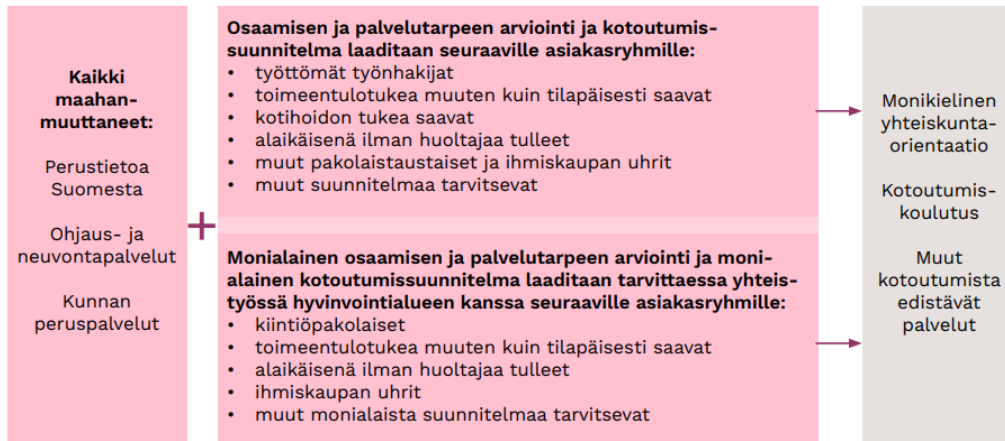 Kaikki
maahan-
muuttaneet:
Perustietoa
Suomesta
Ohjaus- ja
neuvontapalvelut
Kunnan
peruspalvelut
+
Osaamisen ja palvelutarpeen arviointi ja kotoutumis-
suunnitelma laaditaan seuraaville asiakasryhmille:
• työttömät työnhakijat
• toimeentulotukea muuten kuin tilapäisesti saavat
• kotihoidon tukea saavat
• alaikäisenä ilman huoltajaa tulleet
• muut pakolaistaustaiset ja ihmiskaupan uhrit
• muut suunnitelmaa tarvitsevat
Monialainen osaamisen ja palvelutarpeen arviointi ja moni-
alainen kotoutumissuunnitelma laaditaan tarvittaessa yhteis-
työssä hyvinvointialueen kanssa seuraaville asiakasryhmille:
• kiintiöpakolaiset
• toimeentulotukea muuten kuin tilapäisesti saavat
• alaikäisenä ilman huoltajaa tulleet
• ihmiskaupan uhrit
• muut monialaista suunnitelmaa tarvitsevat
Monikielinen
yhteiskunta-
orientaatio
Kotoutumis-
koulutus
Muut
kotoutumista
edistävät
palvelut